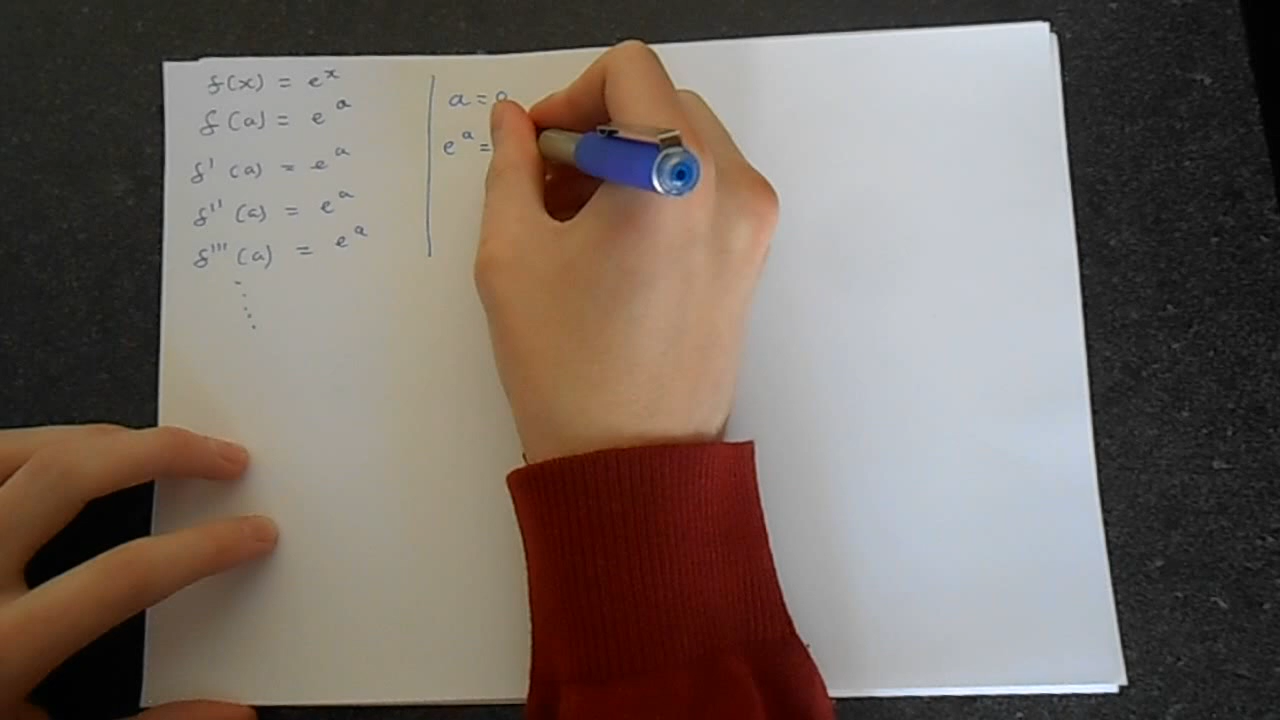 f(x) = e^x
f(a) = e^a
f'(a) = e^a
f''(a) = e^a
f'''(a) = e^a
a = 0
e^a =